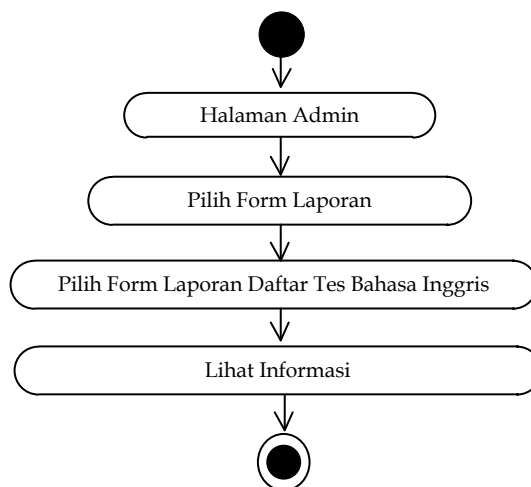 Halaman Admin
Pilih Form Laporan
Pilih Form Laporan Daftar Tes Bahasa Inggris
Lihat Informasi